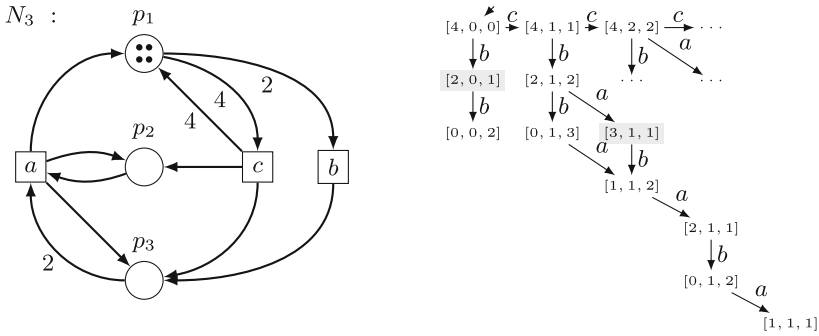 N₃ :
p₁
2
4
4
p₂
a
c
b
p₃
2
[4, 0, 0] c [4, 1, 1] c [4, 2, 2] c · · ·
b b b a
[2, 0, 1] [2, 1, 2] · · · · · ·
b b a
[0, 0, 2] [0, 1, 3] [3, 1, 1]
a b
[1, 1, 2]
a
[2, 1, 1]
b
[0, 1, 2]
a
[1, 1, 1]